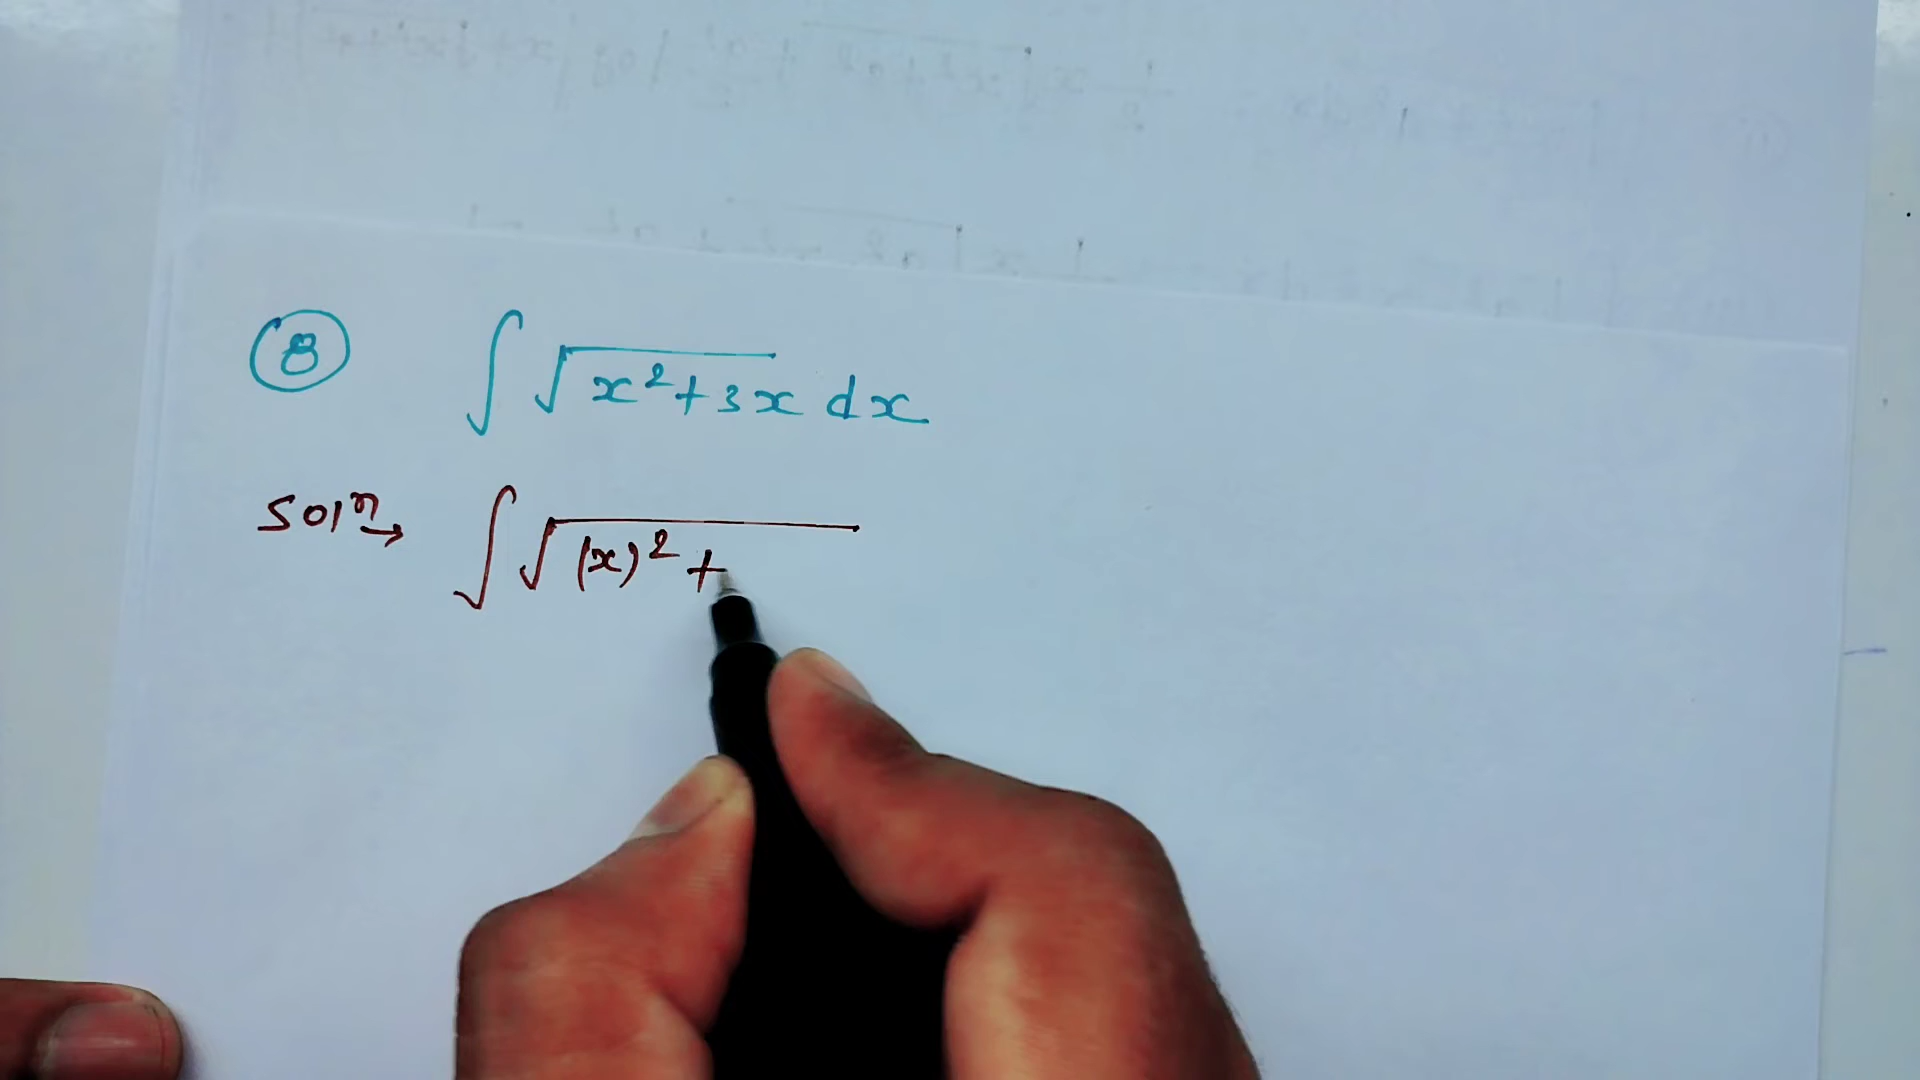 ⑧ ∫ √x²+3x dx
Solⁿ→ ∫ √(x)² +